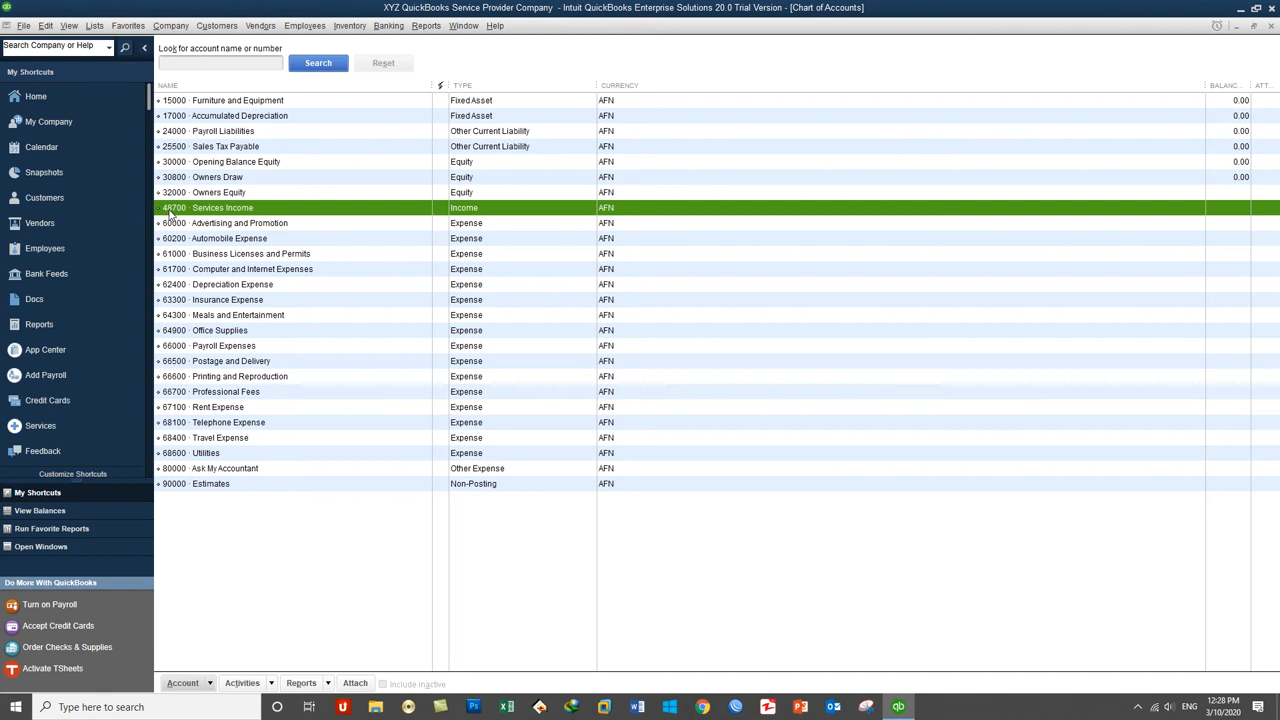 XYZ QuickBooks Service Provider Company - Intuit QuickBooks Enterprise Solutions 20.0 Trial Version - [Chart of Accounts]
File Edit View Lists Favorites Company Customers Vendors Employees Inventory Banking Reports Window Help
Search Company or Help
My Shortcuts
Home
My Company
Calendar
Snapshots
Customers
Vendors
Employees
Bank Feeds
Docs
Reports
App Center
Add Payroll
Credit Cards
Services
Feedback
Customize Shortcuts
My Shortcuts
View Balances
Run Favorite Reports
Open Windows
Do More With QuickBooks
Turn on Payroll
Accept Credit Cards
Order Checks & Supplies
Activate TSheets
Look for account name or number
Search Reset
NAME TYPE CURRENCY BALANC... ATT...
15000 · Furniture and Equipment Fixed Asset AFN 0.00
17000 · Accumulated Depreciation Fixed Asset AFN 0.00
24000 · Payroll Liabilities Other Current Liability AFN 0.00
25500 · Sales Tax Payable Other Current Liability AFN 0.00
30000 · Opening Balance Equity Equity AFN 0.00
30800 · Owners Draw Equity AFN 0.00
32000 · Owners Equity Equity AFN
48700 · Services Income Income AFN
60000 · Advertising and Promotion Expense AFN
60200 · Automobile Expense Expense AFN
61000 · Business Licenses and Permits Expense AFN
61700 · Computer and Internet Expenses Expense AFN
62400 · Depreciation Expense Expense AFN
63300 · Insurance Expense Expense AFN
64300 · Meals and Entertainment Expense AFN
64900 · Office Supplies Expense AFN
66000 · Payroll Expenses Expense AFN
66500 · Postage and Delivery Expense AFN
66600 · Printing and Reproduction Expense AFN
66700 · Professional Fees Expense AFN
67100 · Rent Expense Expense AFN
68100 · Telephone Expense Expense AFN
68400 · Travel Expense Expense AFN
68600 · Utilities Expense AFN
80000 · Ask My Accountant Other Expense AFN
90000 · Estimates Non-Posting AFN
Account Activities Reports Attach Include inactive
Type here to search
ENG
12:28 PM
3/10/2020